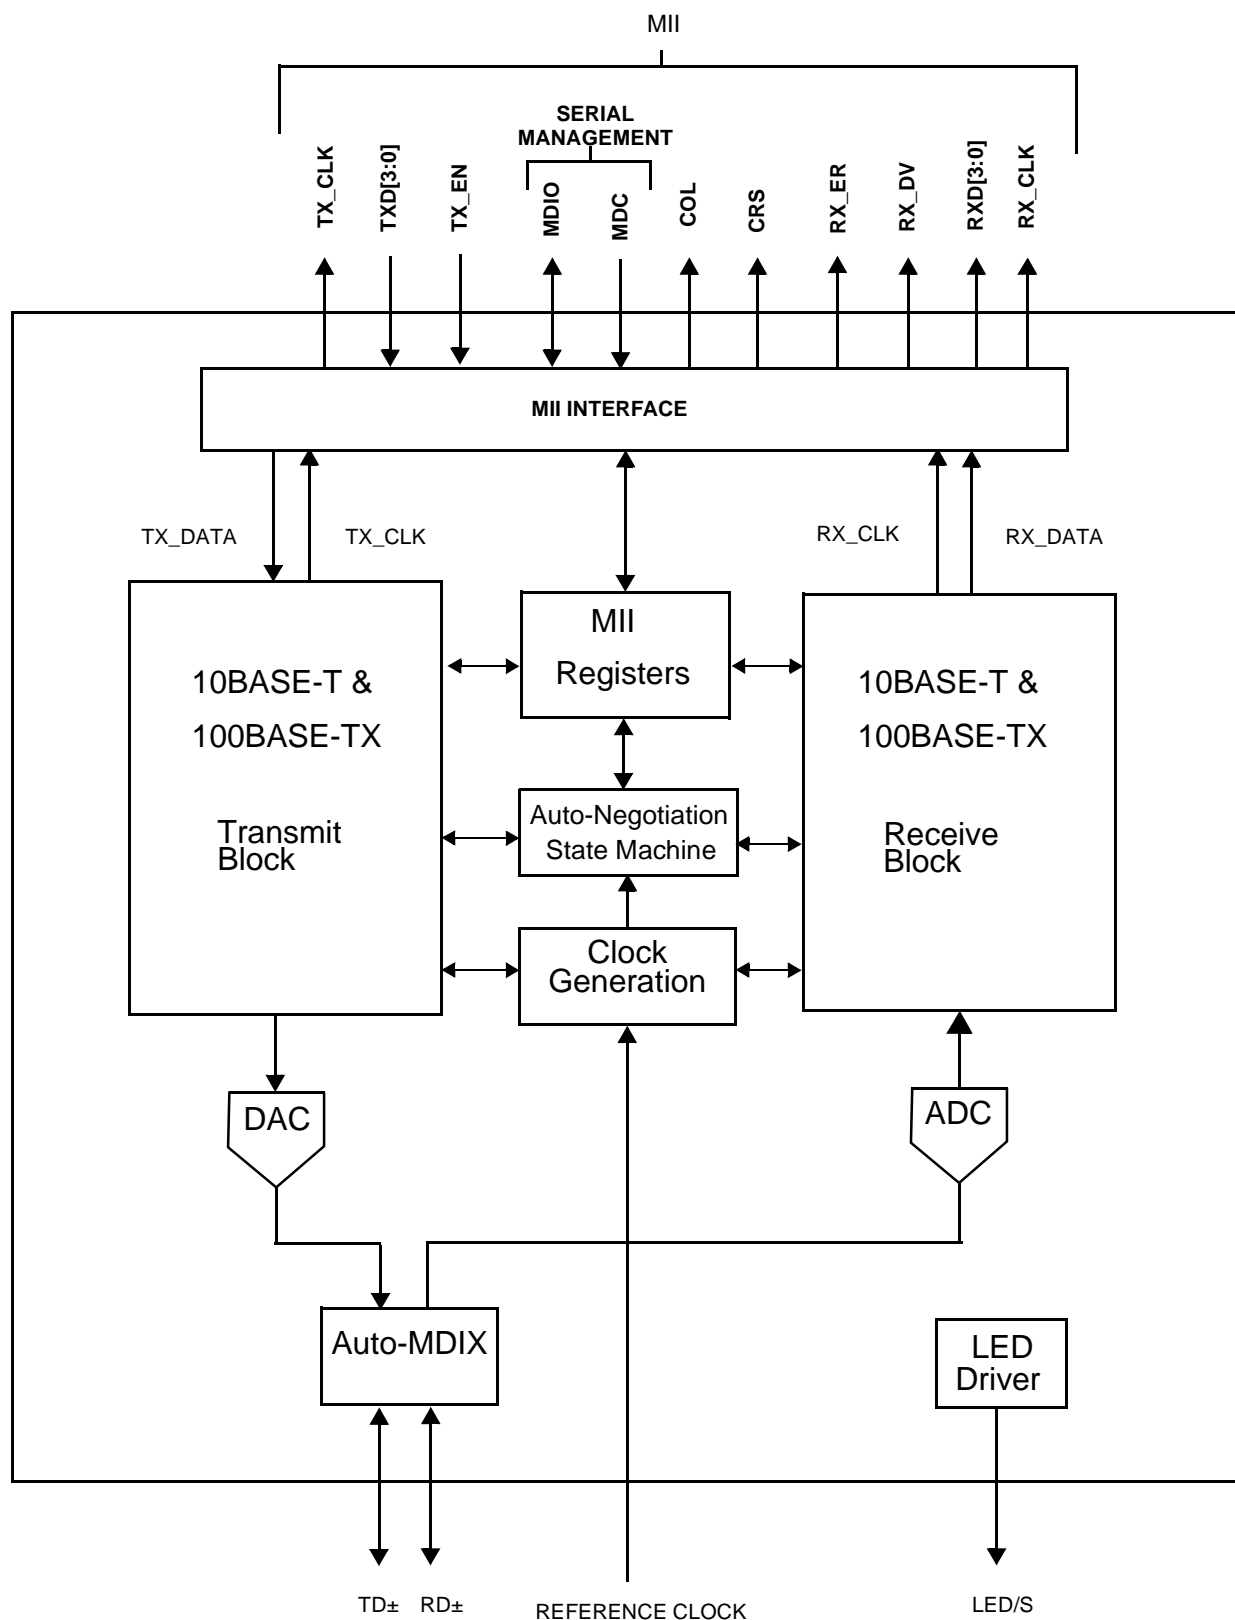 MII
SERIAL
MANAGEMENT
TX_CLK
TXD[3:0]
TX_EN
MDIO
MDC
COL
CRS
RX_ER
RX_DV
RXD[3:0]
RX_CLK
MII INTERFACE
TX_DATA
TX_CLK
RX_CLK
RX_DATA
10BASE-T &
100BASE-TX
Transmit
Block
MII
Registers
Auto-Negotiation
State Machine
Clock
Generation
10BASE-T &
100BASE-TX
Receive
Block
DAC
ADC
Auto-MDIX
LED
Driver
TD±
RD±
REFERENCE CLOCK
LED/S